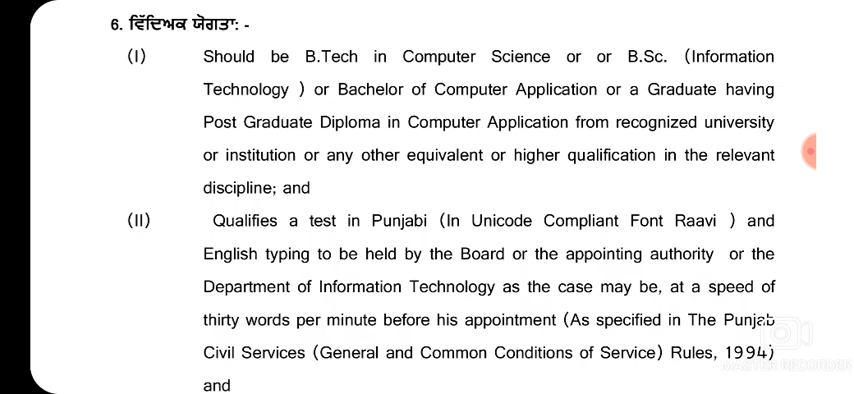 6. ਵਿੱਦਿਅਕ ਯੋਗਤਾ: -
(I) Should be B.Tech in Computer Science or or B.Sc. (Information
Technology ) or Bachelor of Computer Application or a Graduate having
Post Graduate Diploma in Computer Application from recognized university
or institution or any other equivalent or higher qualification in the relevant
discipline; and
(II) Qualifies a test in Punjabi (In Unicode Compliant Font Raavi ) and
English typing to be held by the Board or the appointing authority or the
Department of Information Technology as the case may be, at a speed of
thirty words per minute before his appointment (As specified in The Punjab
Civil Services (General and Common Conditions of Service) Rules, 1994)
and